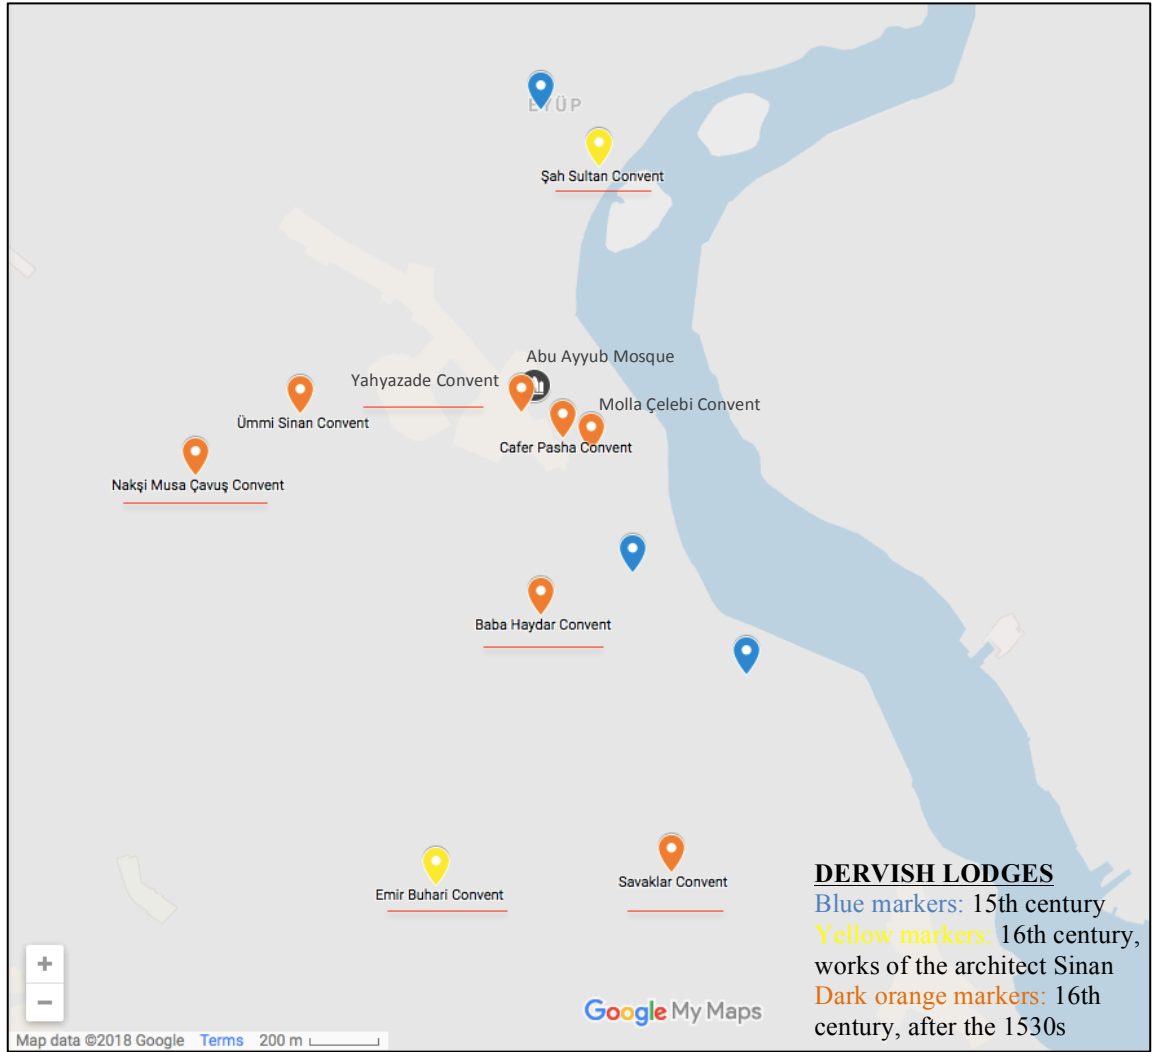 EYÜP
Şah Sultan Convent
Abu Ayyub Mosque
Yahyazade Convent
Molla Çelebi Convent
Ümmi Sinan Convent
Cafer Pasha Convent
Nakşi Musa Çavuş Convent
Baba Haydar Convent
Savaklar Convent
Emir Buhari Convent
DERVISH LODGES
Blue markers: 15th century
Yellow markers: 16th century,
works of the architect Sinan
Dark orange markers: 16th
century, after the 1530s
+
−
Google My Maps
Map data ©2018 Google Terms 200 m